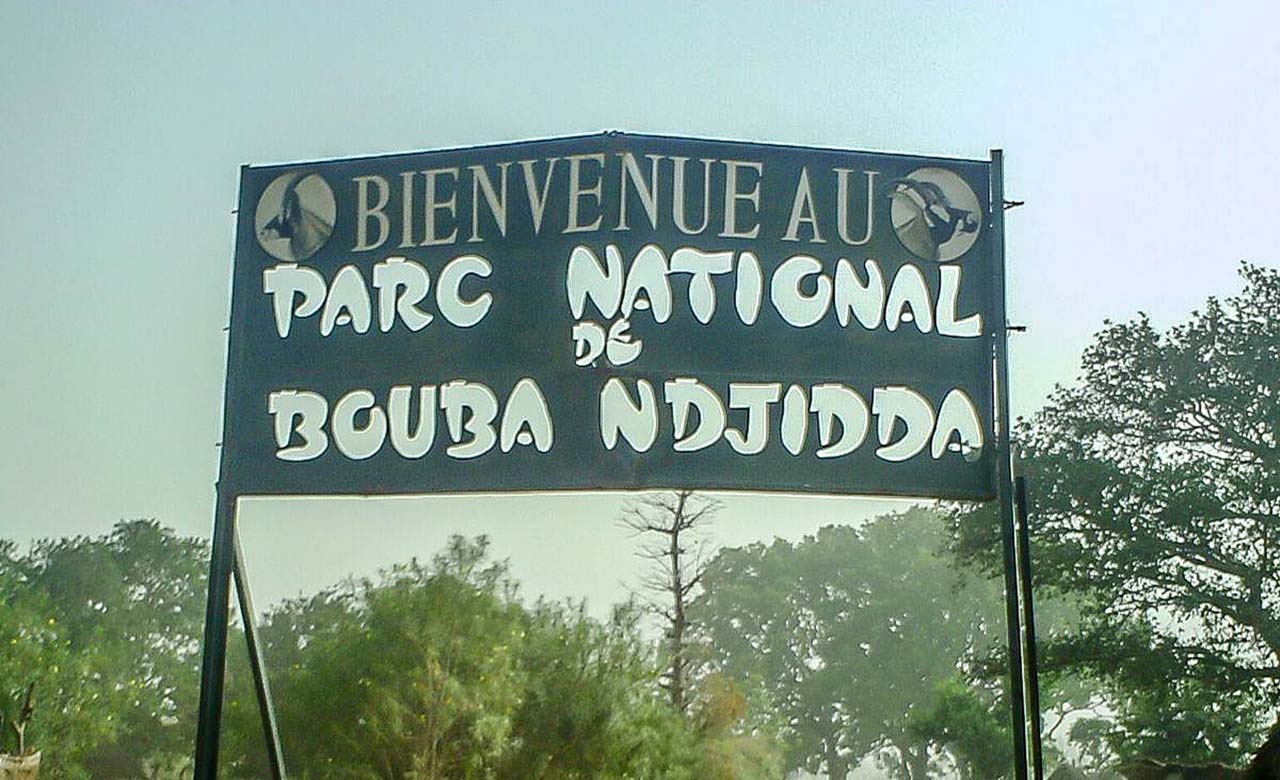 BIENVENUE AU
PARC NATIONAL
DE
BOUBA NDJIDDA